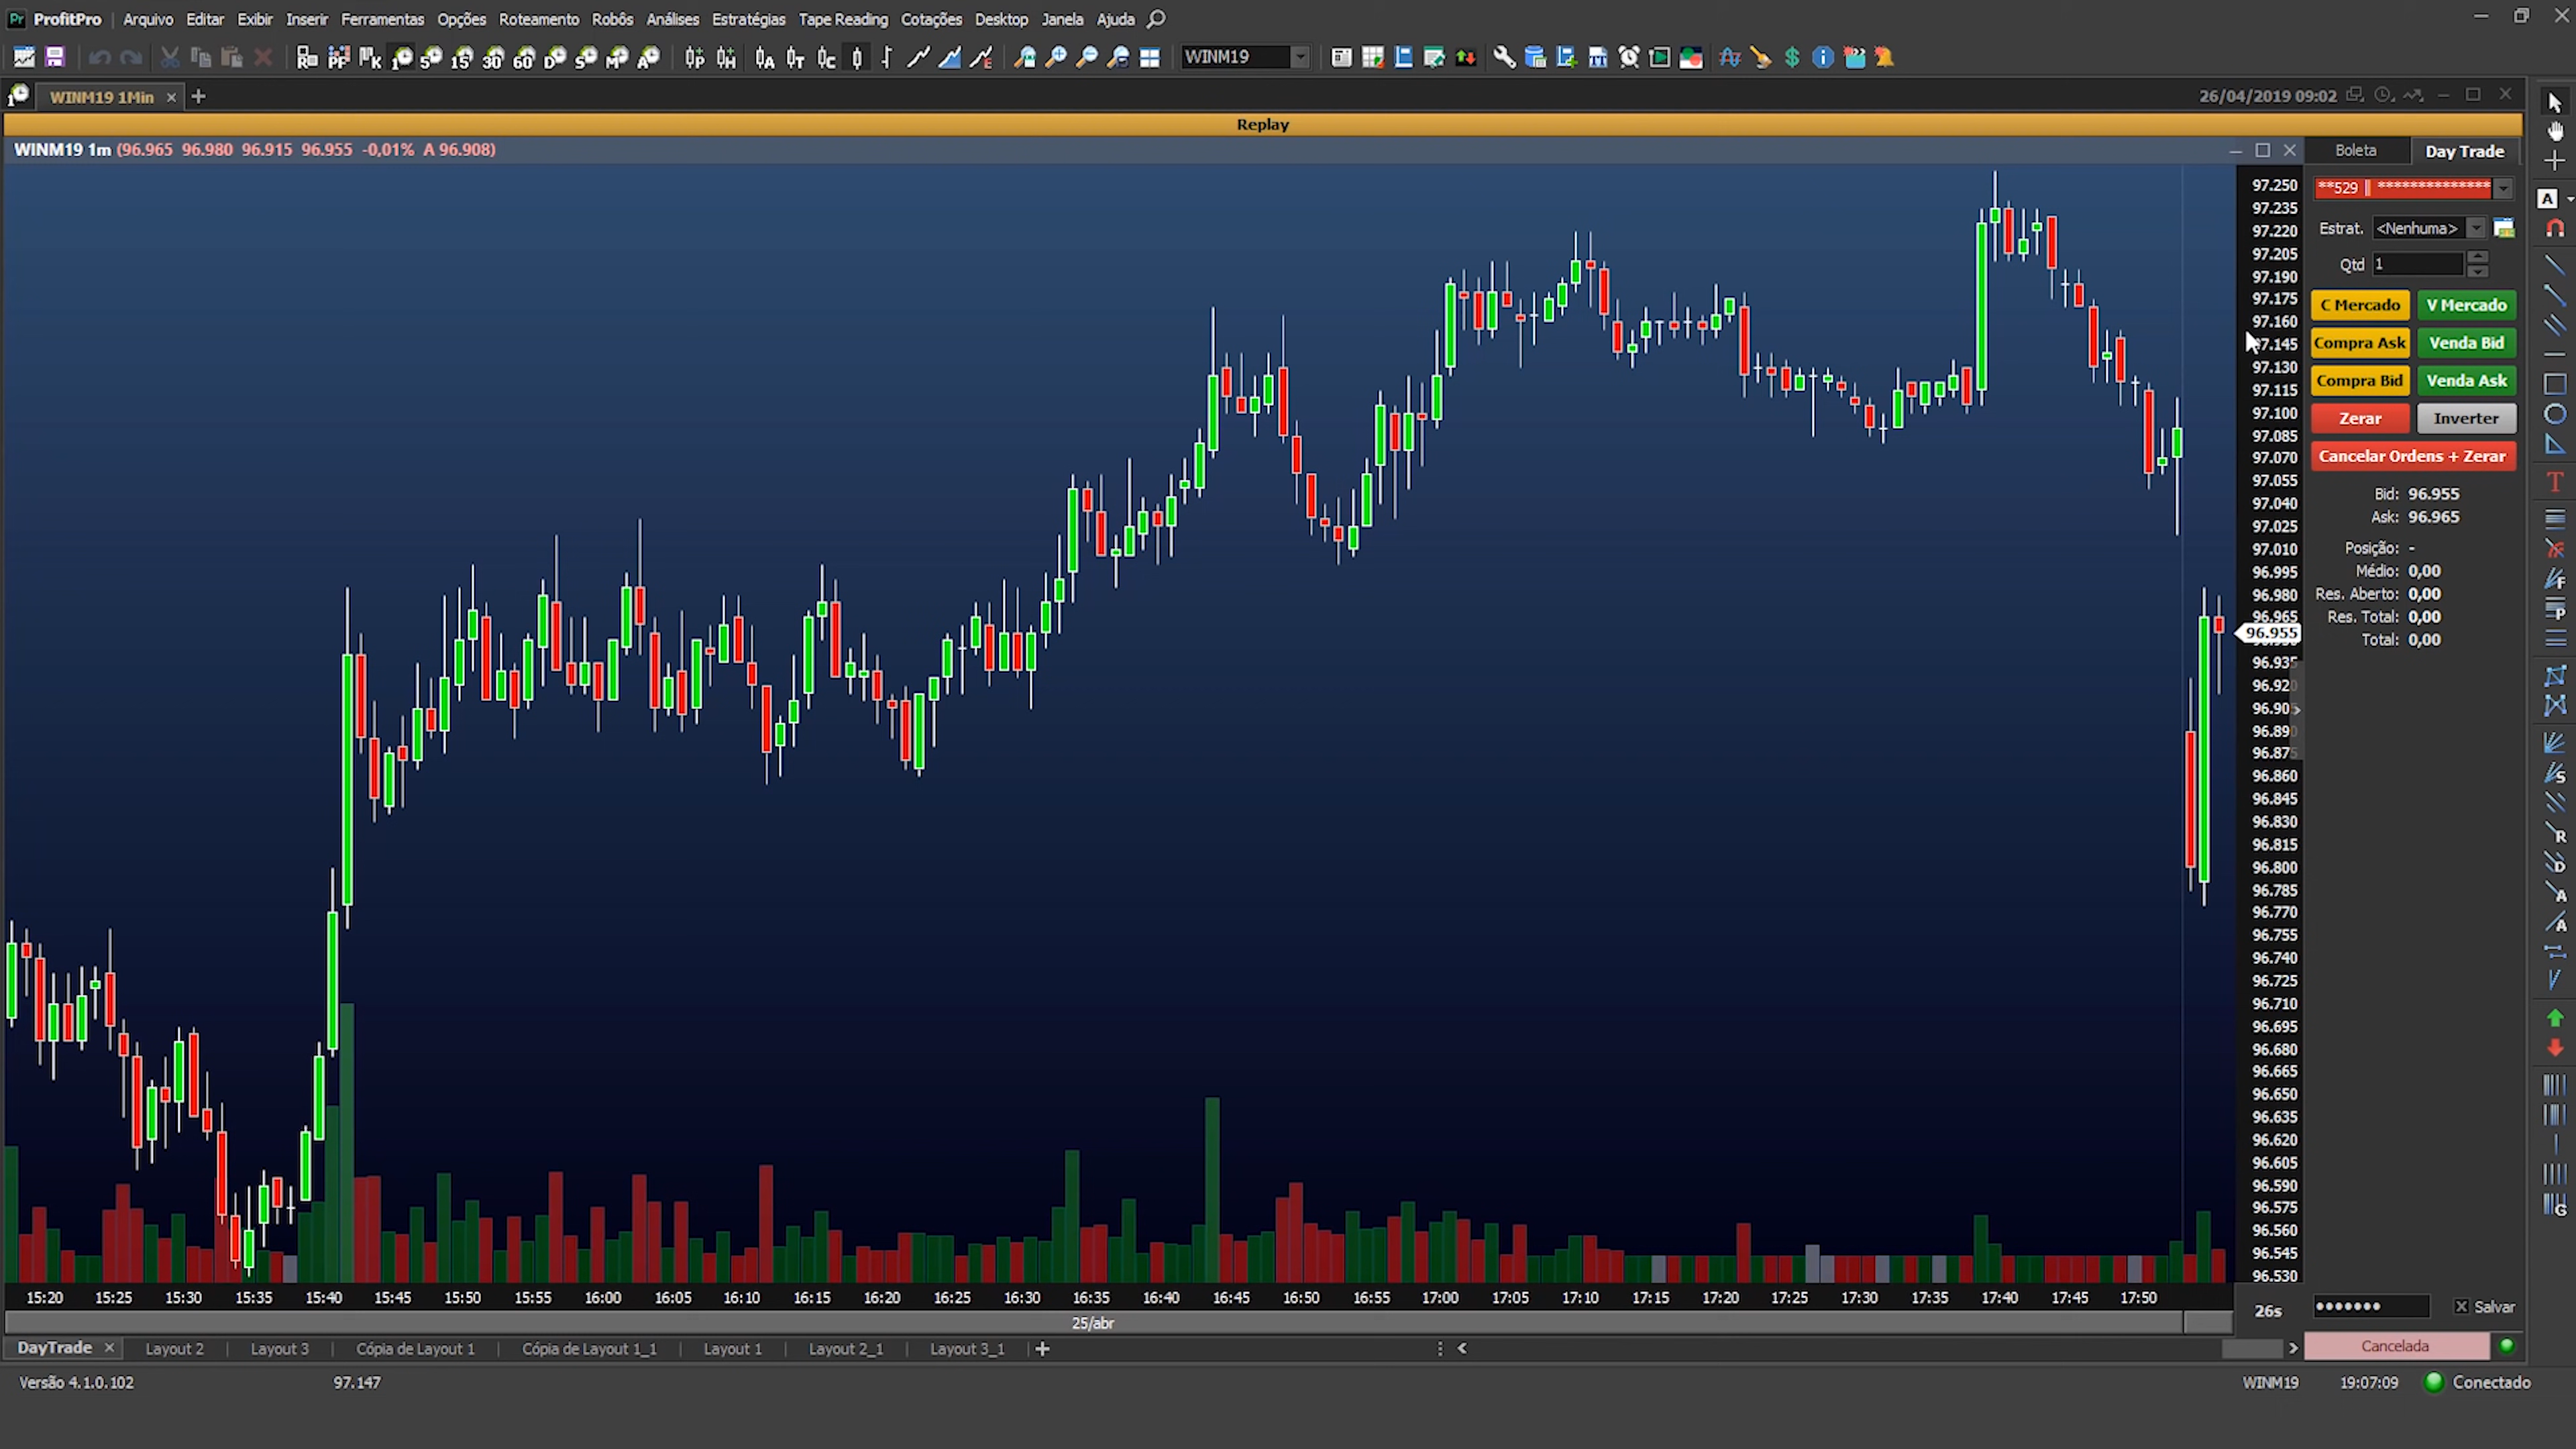 Pr ProfitPro Arquivo Editar Exibir Inserir Ferramentas Opções Roteamento Robôs Análises Estratégias Tape Reading Cotações Desktop Janela Ajuda
WINM19
WINM19 1Min
26/04/2019 09:02
Replay
WINM19 1m (96.965 96.980 96.915 96.955 -0,01% A 96.908)
Boleta Day Trade
**529 || **************
Estrat. <Nenhuma>
Qtd 1
C Mercado V Mercado
Compra Ask Venda Bid
Compra Bid Venda Ask
Zerar Inverter
Cancelar Ordens + Zerar
Bid: 96.955
Ask: 96.965
Posição: -
Médio: 0,00
Res. Aberto: 0,00
Res. Total: 0,00
Total: 0,00
97.250
97.235
97.220
97.205
97.190
97.175
97.160
97.145
97.130
97.115
97.100
97.085
97.070
97.055
97.040
97.025
97.010
96.995
96.980
96.965
96.955
96.935
96.920
96.905
96.890
96.875
96.860
96.845
96.830
96.815
96.800
96.785
96.770
96.755
96.740
96.725
96.710
96.695
96.680
96.665
96.650
96.635
96.620
96.605
96.590
96.575
96.560
96.545
96.530
15:20 15:25 15:30 15:35 15:40 15:45 15:50 15:55 16:00 16:05 16:10 16:15 16:20 16:25 16:30 16:35 16:40 16:45 16:50 16:55 17:00 17:05 17:10 17:15 17:20 17:25 17:30 17:35 17:40 17:45 17:50
26s
••••••• Salvar
25/abr
DayTrade Layout 2 Layout 3 Cópia de Layout 1 Cópia de Layout 1_1 Layout 1 Layout 2_1 Layout 3_1
Cancelada
Versão 4.1.0.102 97.147 WINM19 19:07:09 Conectado